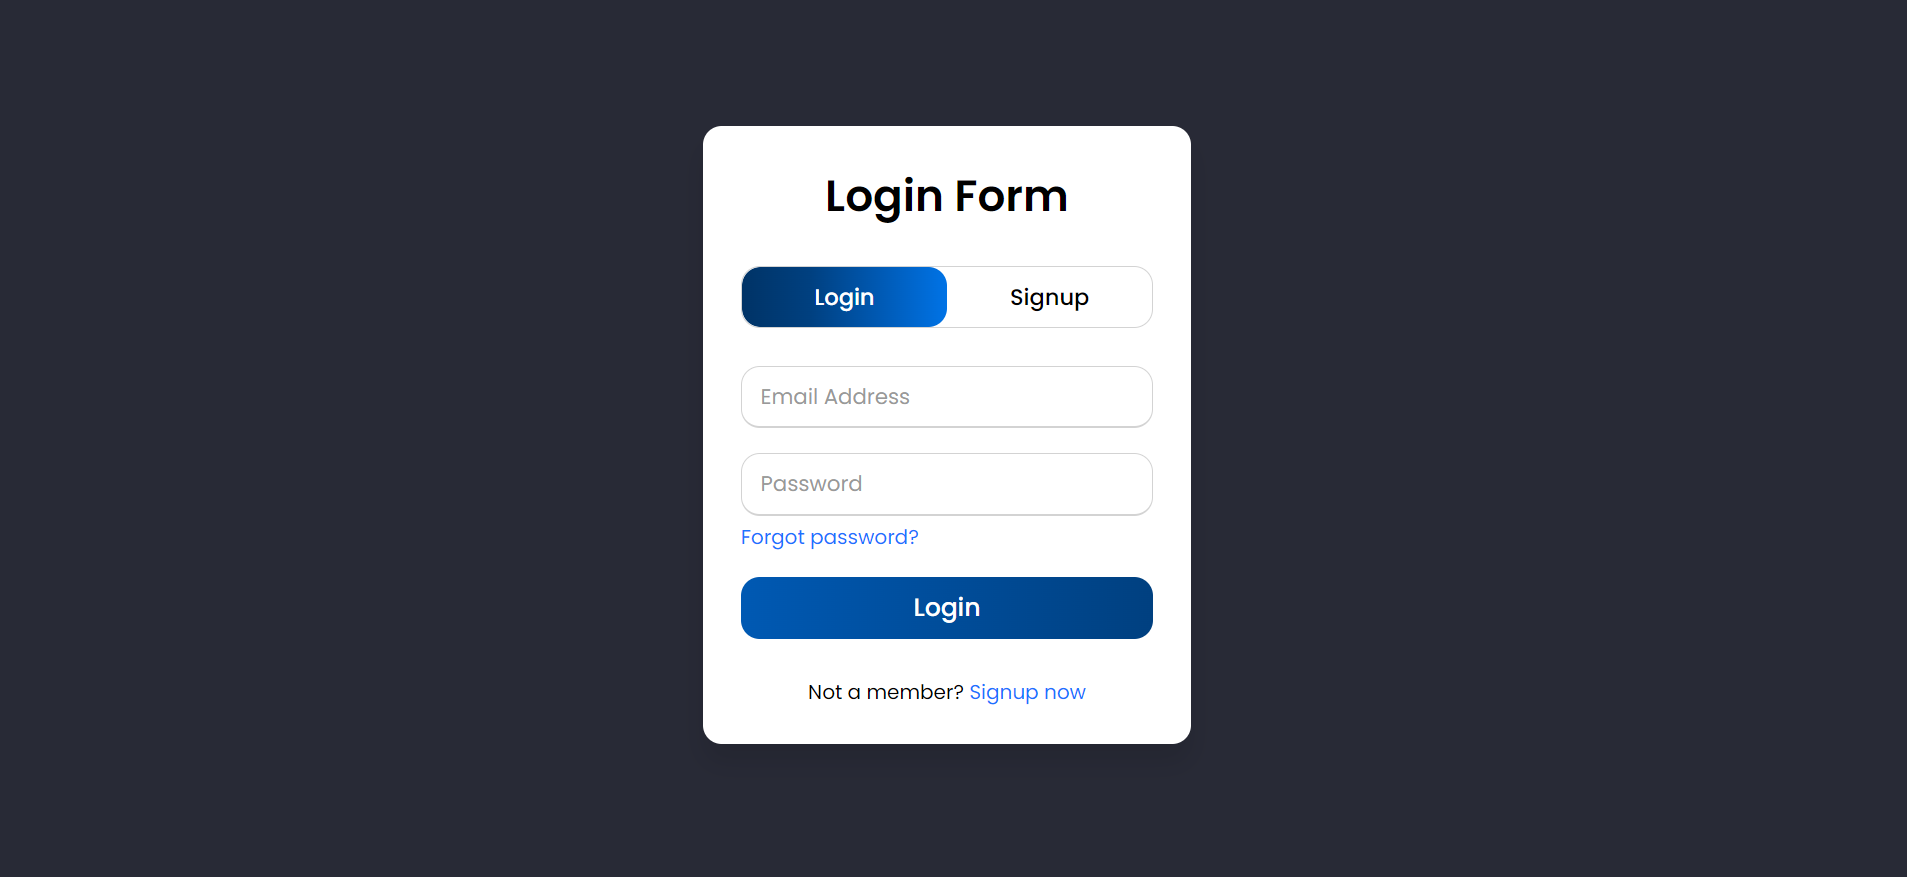 Login Form
Login Signup
Email Address
Password
Forgot password?
Login
Not a member? Signup now